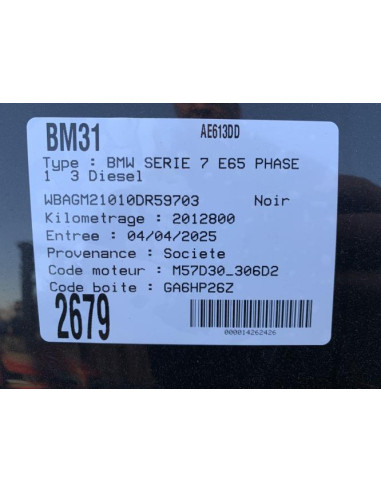 BM31 AE613DD
Type : BMW SERIE 7 E65 PHASE
1 3 Diesel
WBAGM21010DR59703 Noir
Kilometrage : 2012800
Entree : 04/04/2025
Provenance : Societe
Code moteur : M57D30_306D2
Code boite : GA6HP26Z
2679
000014262426